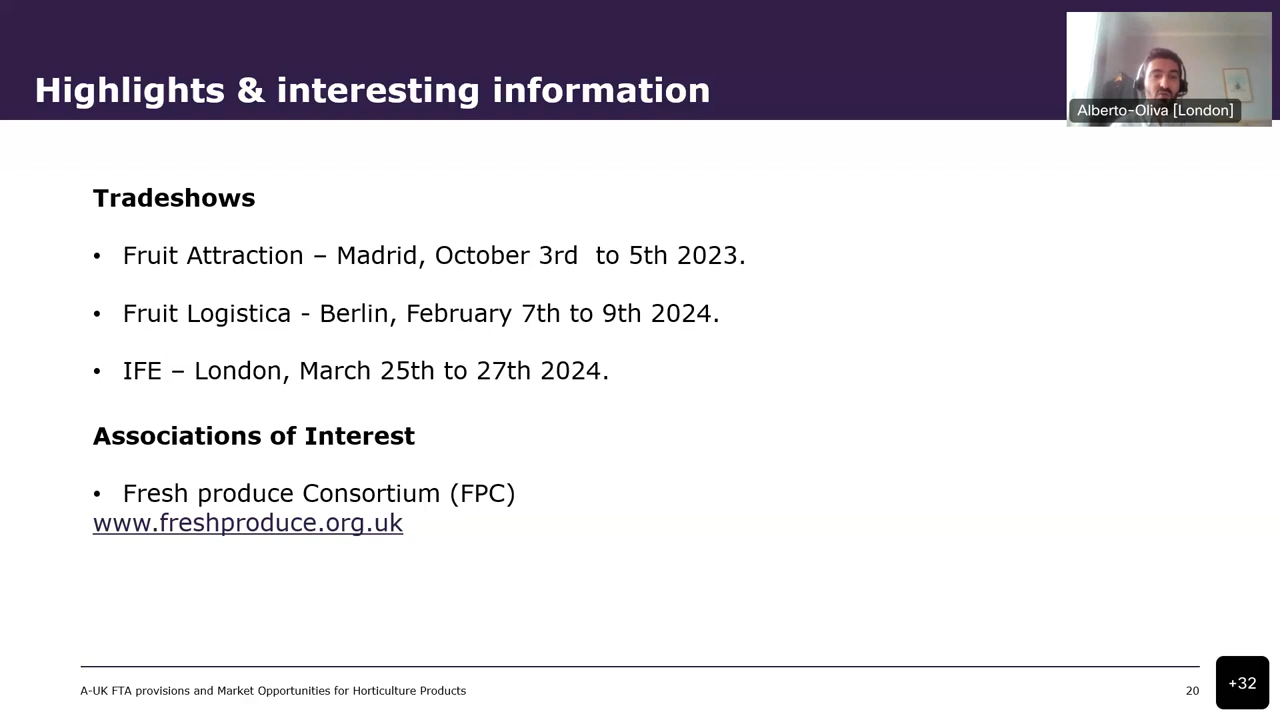 Highlights & interesting information
Alberto-Oliva [London]
Tradeshows
• Fruit Attraction – Madrid, October 3rd  to 5th 2023.
• Fruit Logistica - Berlin, February 7th to 9th 2024.
• IFE – London, March 25th to 27th 2024.
Associations of Interest
• Fresh produce Consortium (FPC)
www.freshproduce.org.uk
A-UK FTA provisions and Market Opportunities for Horticulture Products
20
+32